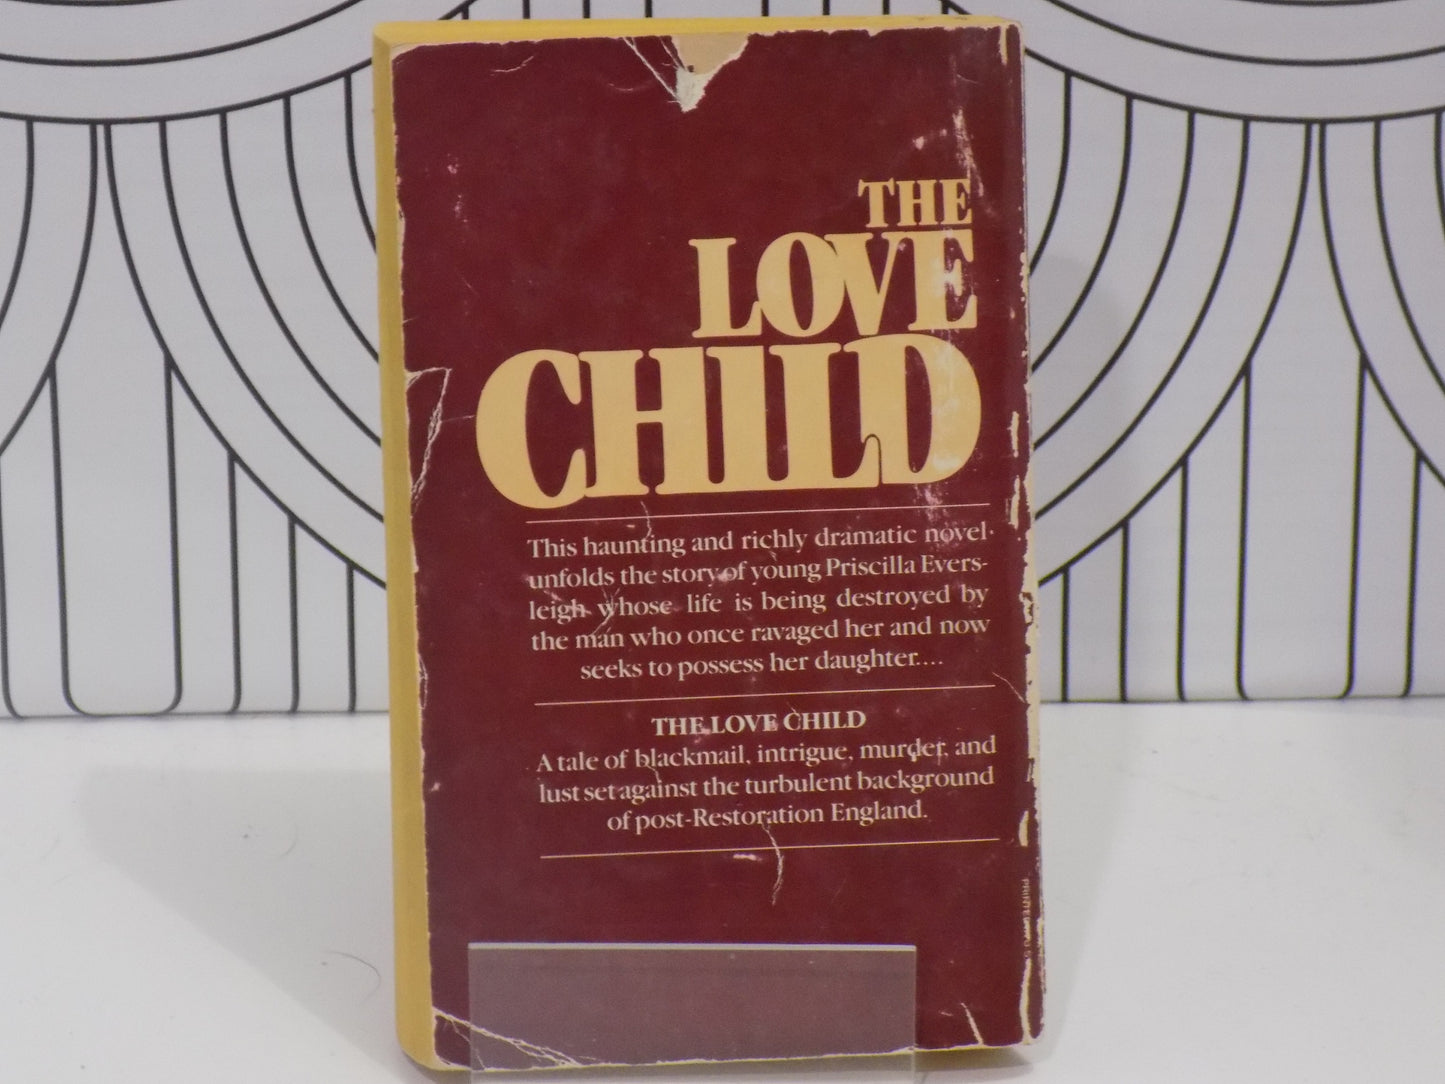 THE
LOVE
CHILD
This haunting and richly dramatic novel
unfolds the story of young Priscilla Evers-
leigh whose life is being destroyed by
the man who once ravaged her and now
seeks to possess her daughter....
THE LOVE CHILD
A tale of blackmail, intrigue, murder, and
lust set against the turbulent background
of post-Restoration England.
PRINTED